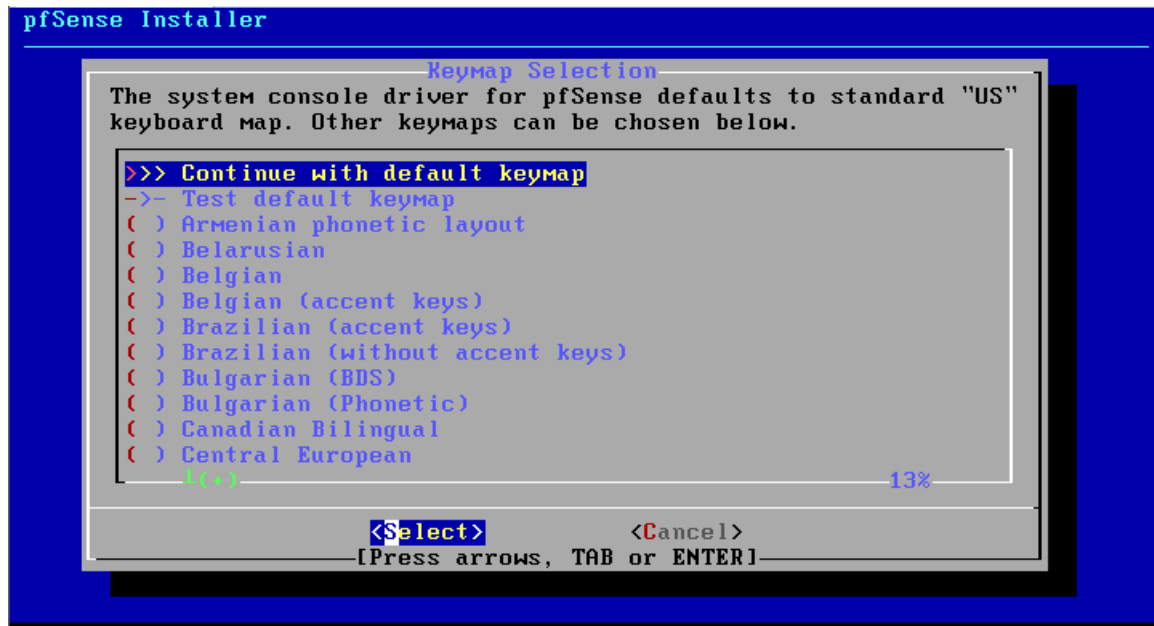 pfSense Installer
Keymap Selection
The system console driver for pfSense defaults to standard "US"
keyboard map. Other keymaps can be chosen below.
>>> Continue with default keymap
->- Test default keymap
( ) Armenian phonetic layout
( ) Belarusian
( ) Belgian
( ) Belgian (accent keys)
( ) Brazilian (accent keys)
( ) Brazilian (without accent keys)
( ) Bulgarian (BDS)
( ) Bulgarian (Phonetic)
( ) Canadian Bilingual
( ) Central European
└(+) 13%
<Select> <Cancel>
[Press arrows, TAB or ENTER]